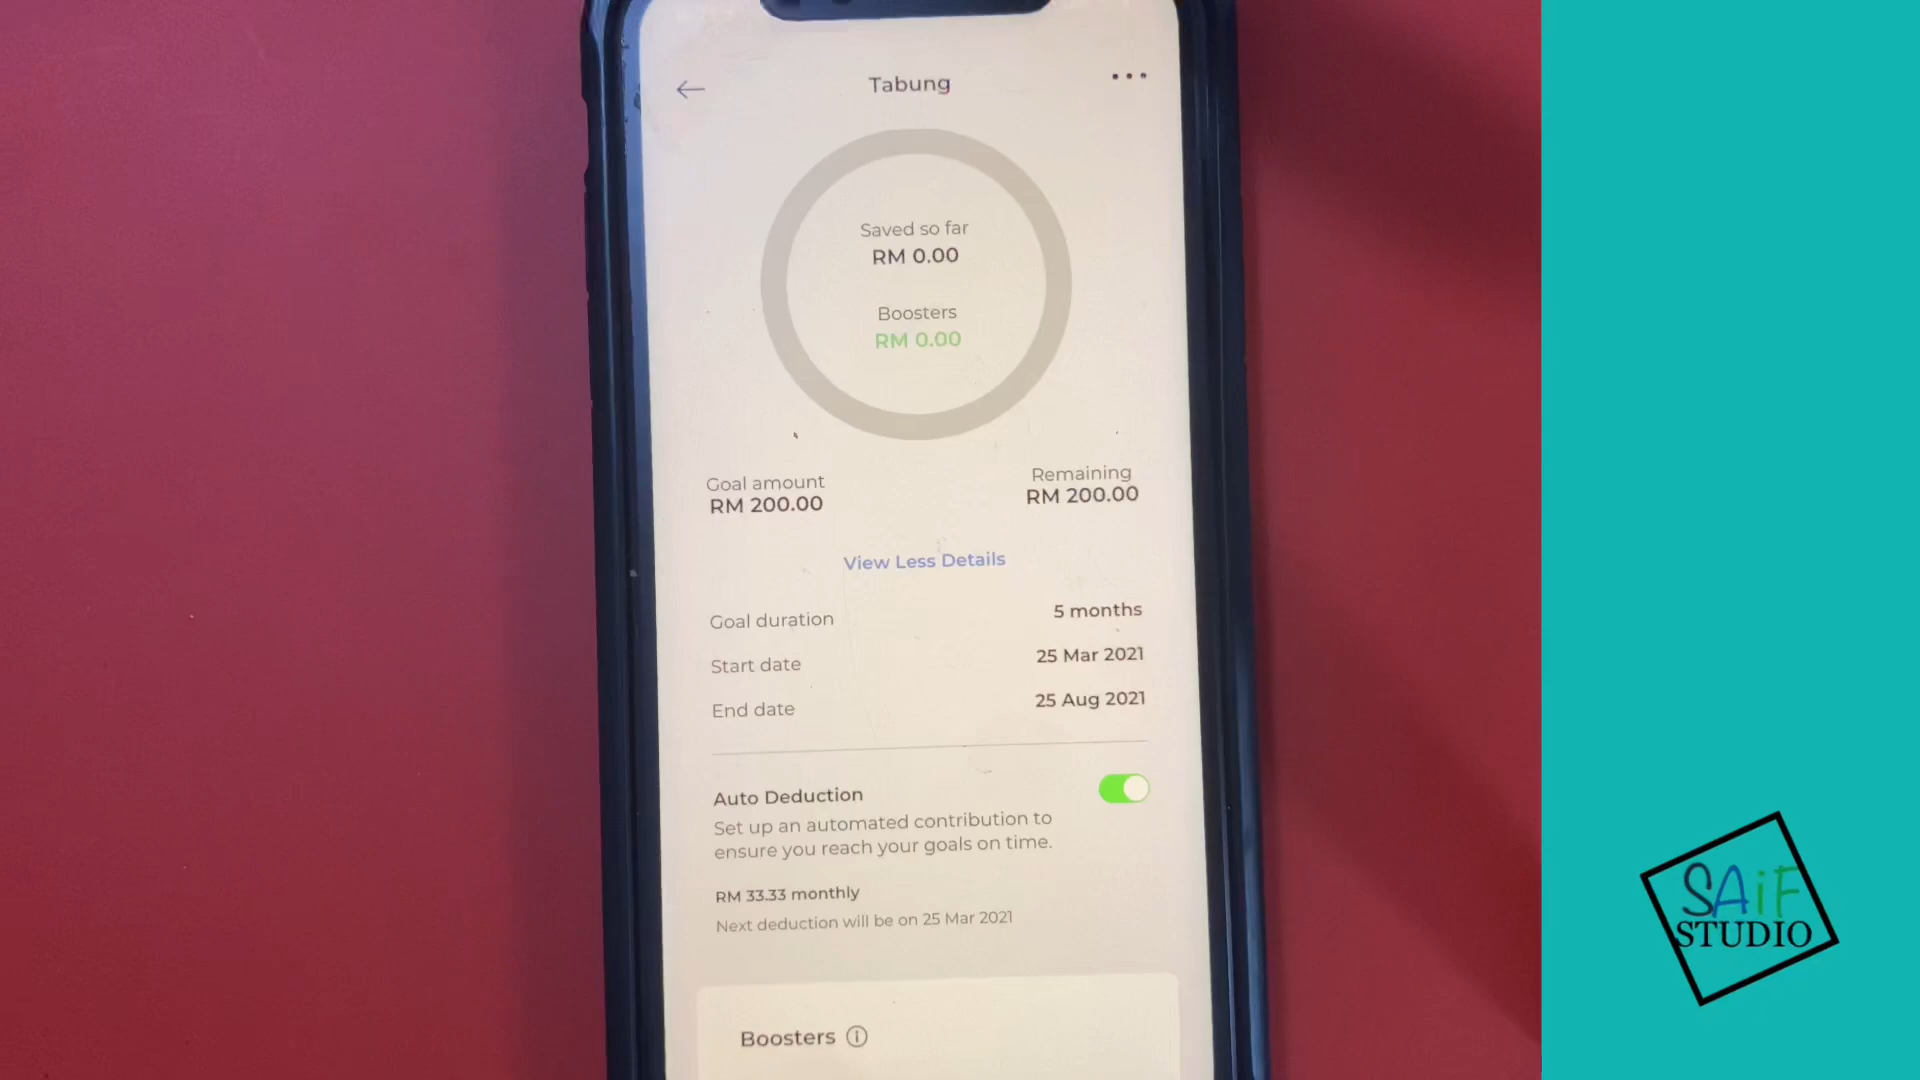 Tabung
Saved so far
RM 0.00
Boosters
RM 0.00
Goal amount
RM 200.00
Remaining
RM 200.00
View Less Details
Goal duration
5 months
Start date
25 Mar 2021
End date
25 Aug 2021
Auto Deduction
Set up an automated contribution to
ensure you reach your goals on time.
RM 33.33 monthly
Next deduction will be on 25 Mar 2021
Boosters
SAiF
STUDIO